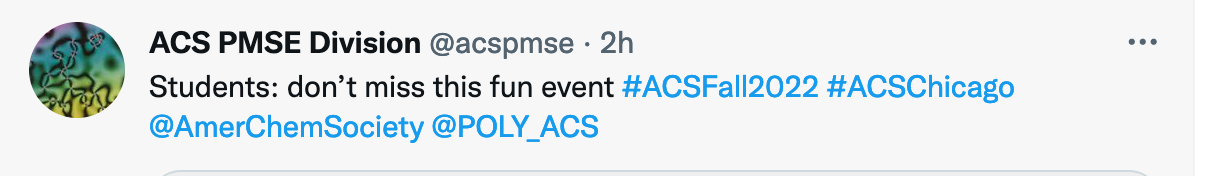 ACS PMSE Division @acspmse · 2h
Students: don’t miss this fun event #ACSFall2022 #ACSChicago
@AmerChemSociety @POLY_ACS